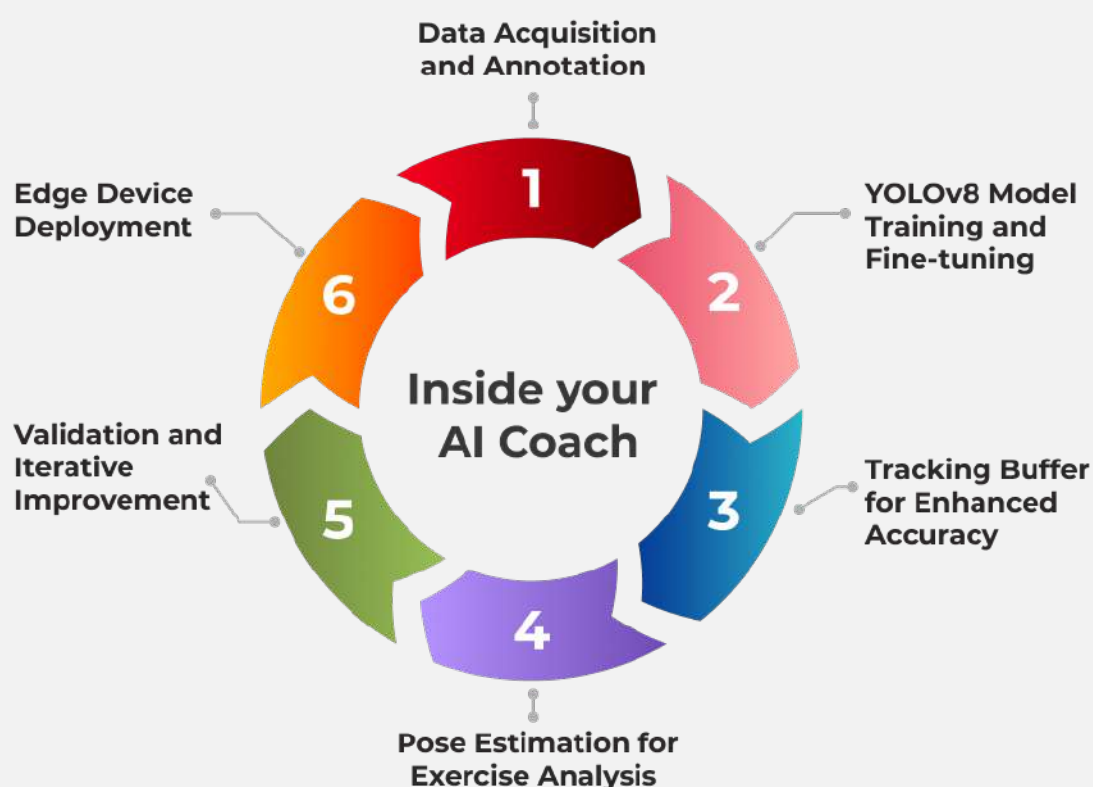 Data Acquisition
and Annotation
1
YOLOv8 Model
Training and
Fine-tuning
2
Tracking Buffer
for Enhanced
Accuracy
3
Pose Estimation for
Exercise Analysis
4
Validation and
Iterative
Improvement
5
Edge Device
Deployment
6
Inside your
AI Coach